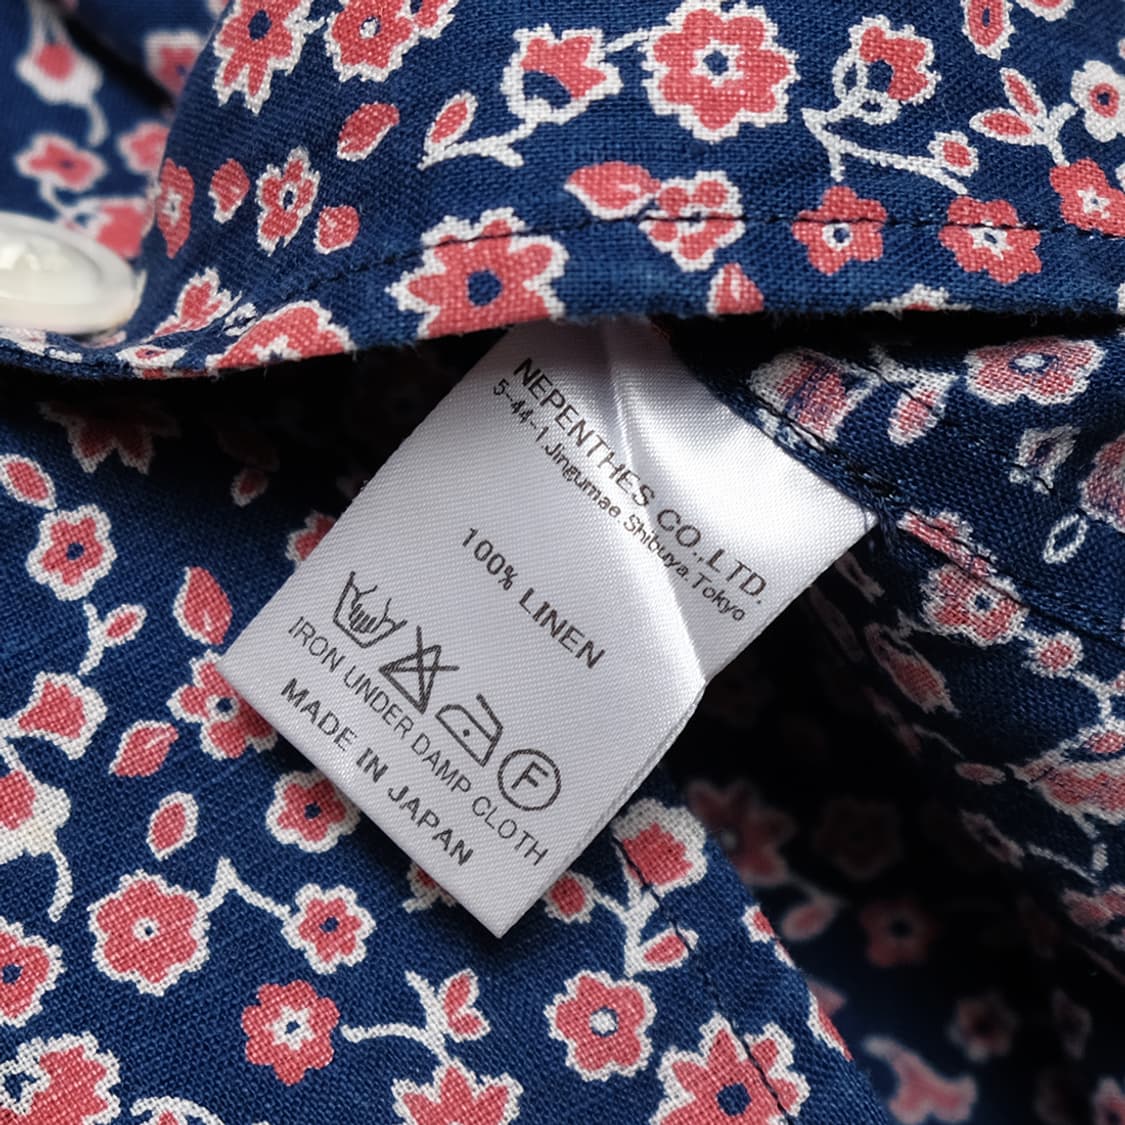 NEPENTHES CO.,LTD.
5-44-1 Jingumae Shibuya.Tokyo
100% LINEN
F
IRON UNDER DAMP CLOTH
MADE IN JAPAN